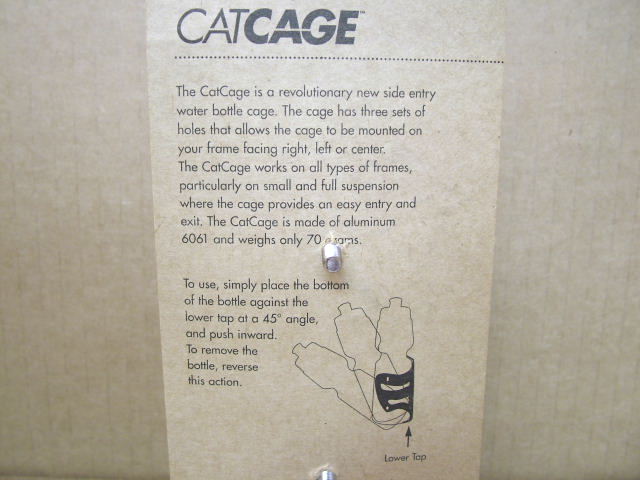 CATCAGE™
The CatCage is a revolutionary new side entry
water bottle cage. The cage has three sets of
holes that allows the cage to be mounted on
your frame facing right, left or center.
The CatCage works on all types of frames,
particularly on small and full suspension
where the cage provides an easy entry and
exit. The CatCage is made of aluminum
6061 and weighs only 70 grams.
To use, simply place the bottom
of the bottle against the
lower tap at a 45° angle,
and push inward.
To remove the
bottle, reverse
this action.
Lower Tap